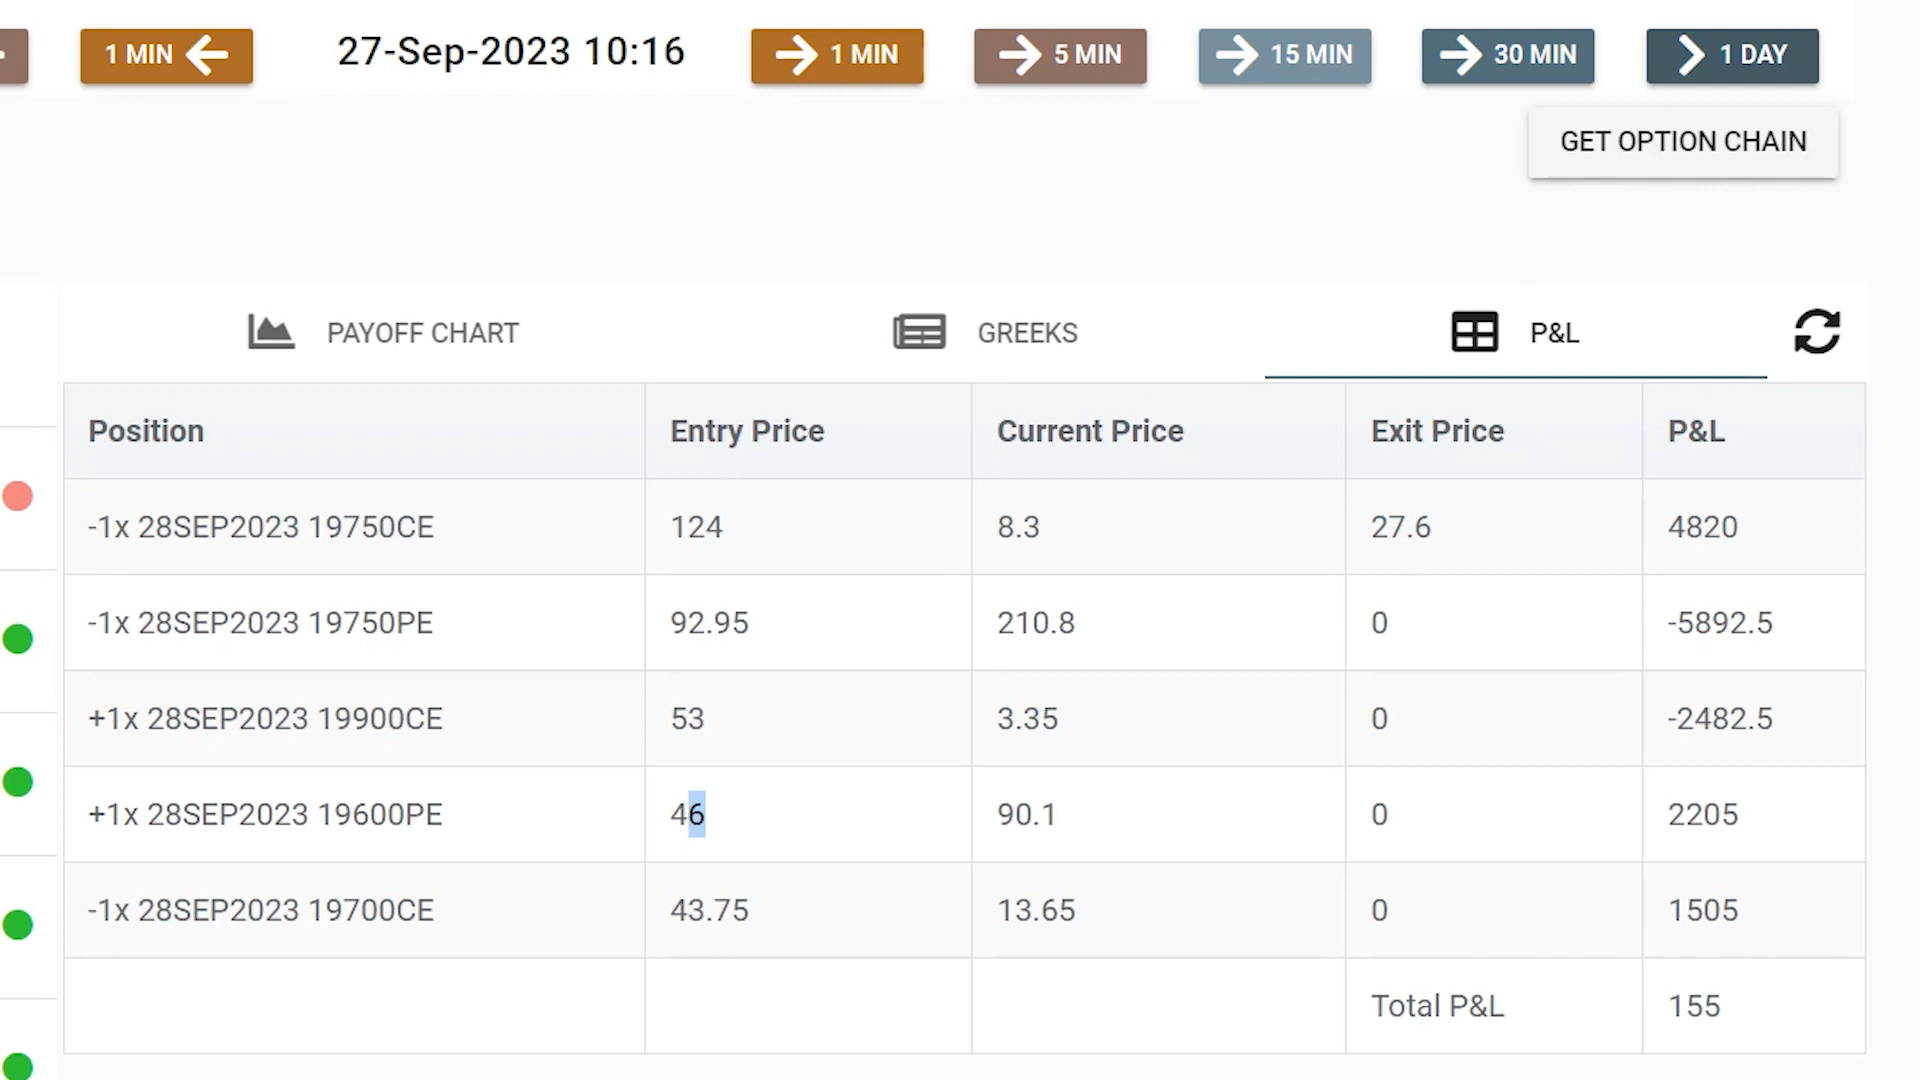 1 MIN 27-Sep-2023 10:16 1 MIN 5 MIN 15 MIN 30 MIN 1 DAY
GET OPTION CHAIN
PAYOFF CHART GREEKS P&L
Position Entry Price Current Price Exit Price P&L
-1x 28SEP2023 19750CE 124 8.3 27.6 4820
-1x 28SEP2023 19750PE 92.95 210.8 0 -5892.5
+1x 28SEP2023 19900CE 53 3.35 0 -2482.5
+1x 28SEP2023 19600PE 46 90.1 0 2205
-1x 28SEP2023 19700CE 43.75 13.65 0 1505
Total P&L 155